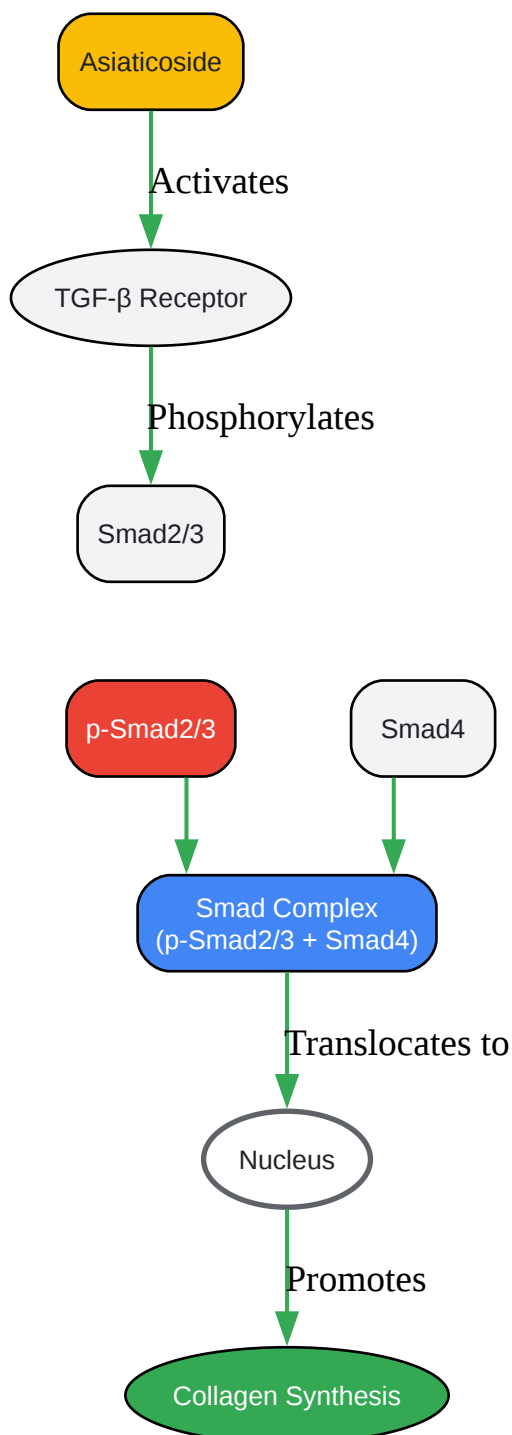 Asiaticoside
Activates
TGF-β Receptor
Phosphorylates
Smad2/3
p-Smad2/3
Smad4
Smad Complex
(p-Smad2/3 + Smad4)
Translocates to
Nucleus
Promotes
Collagen Synthesis